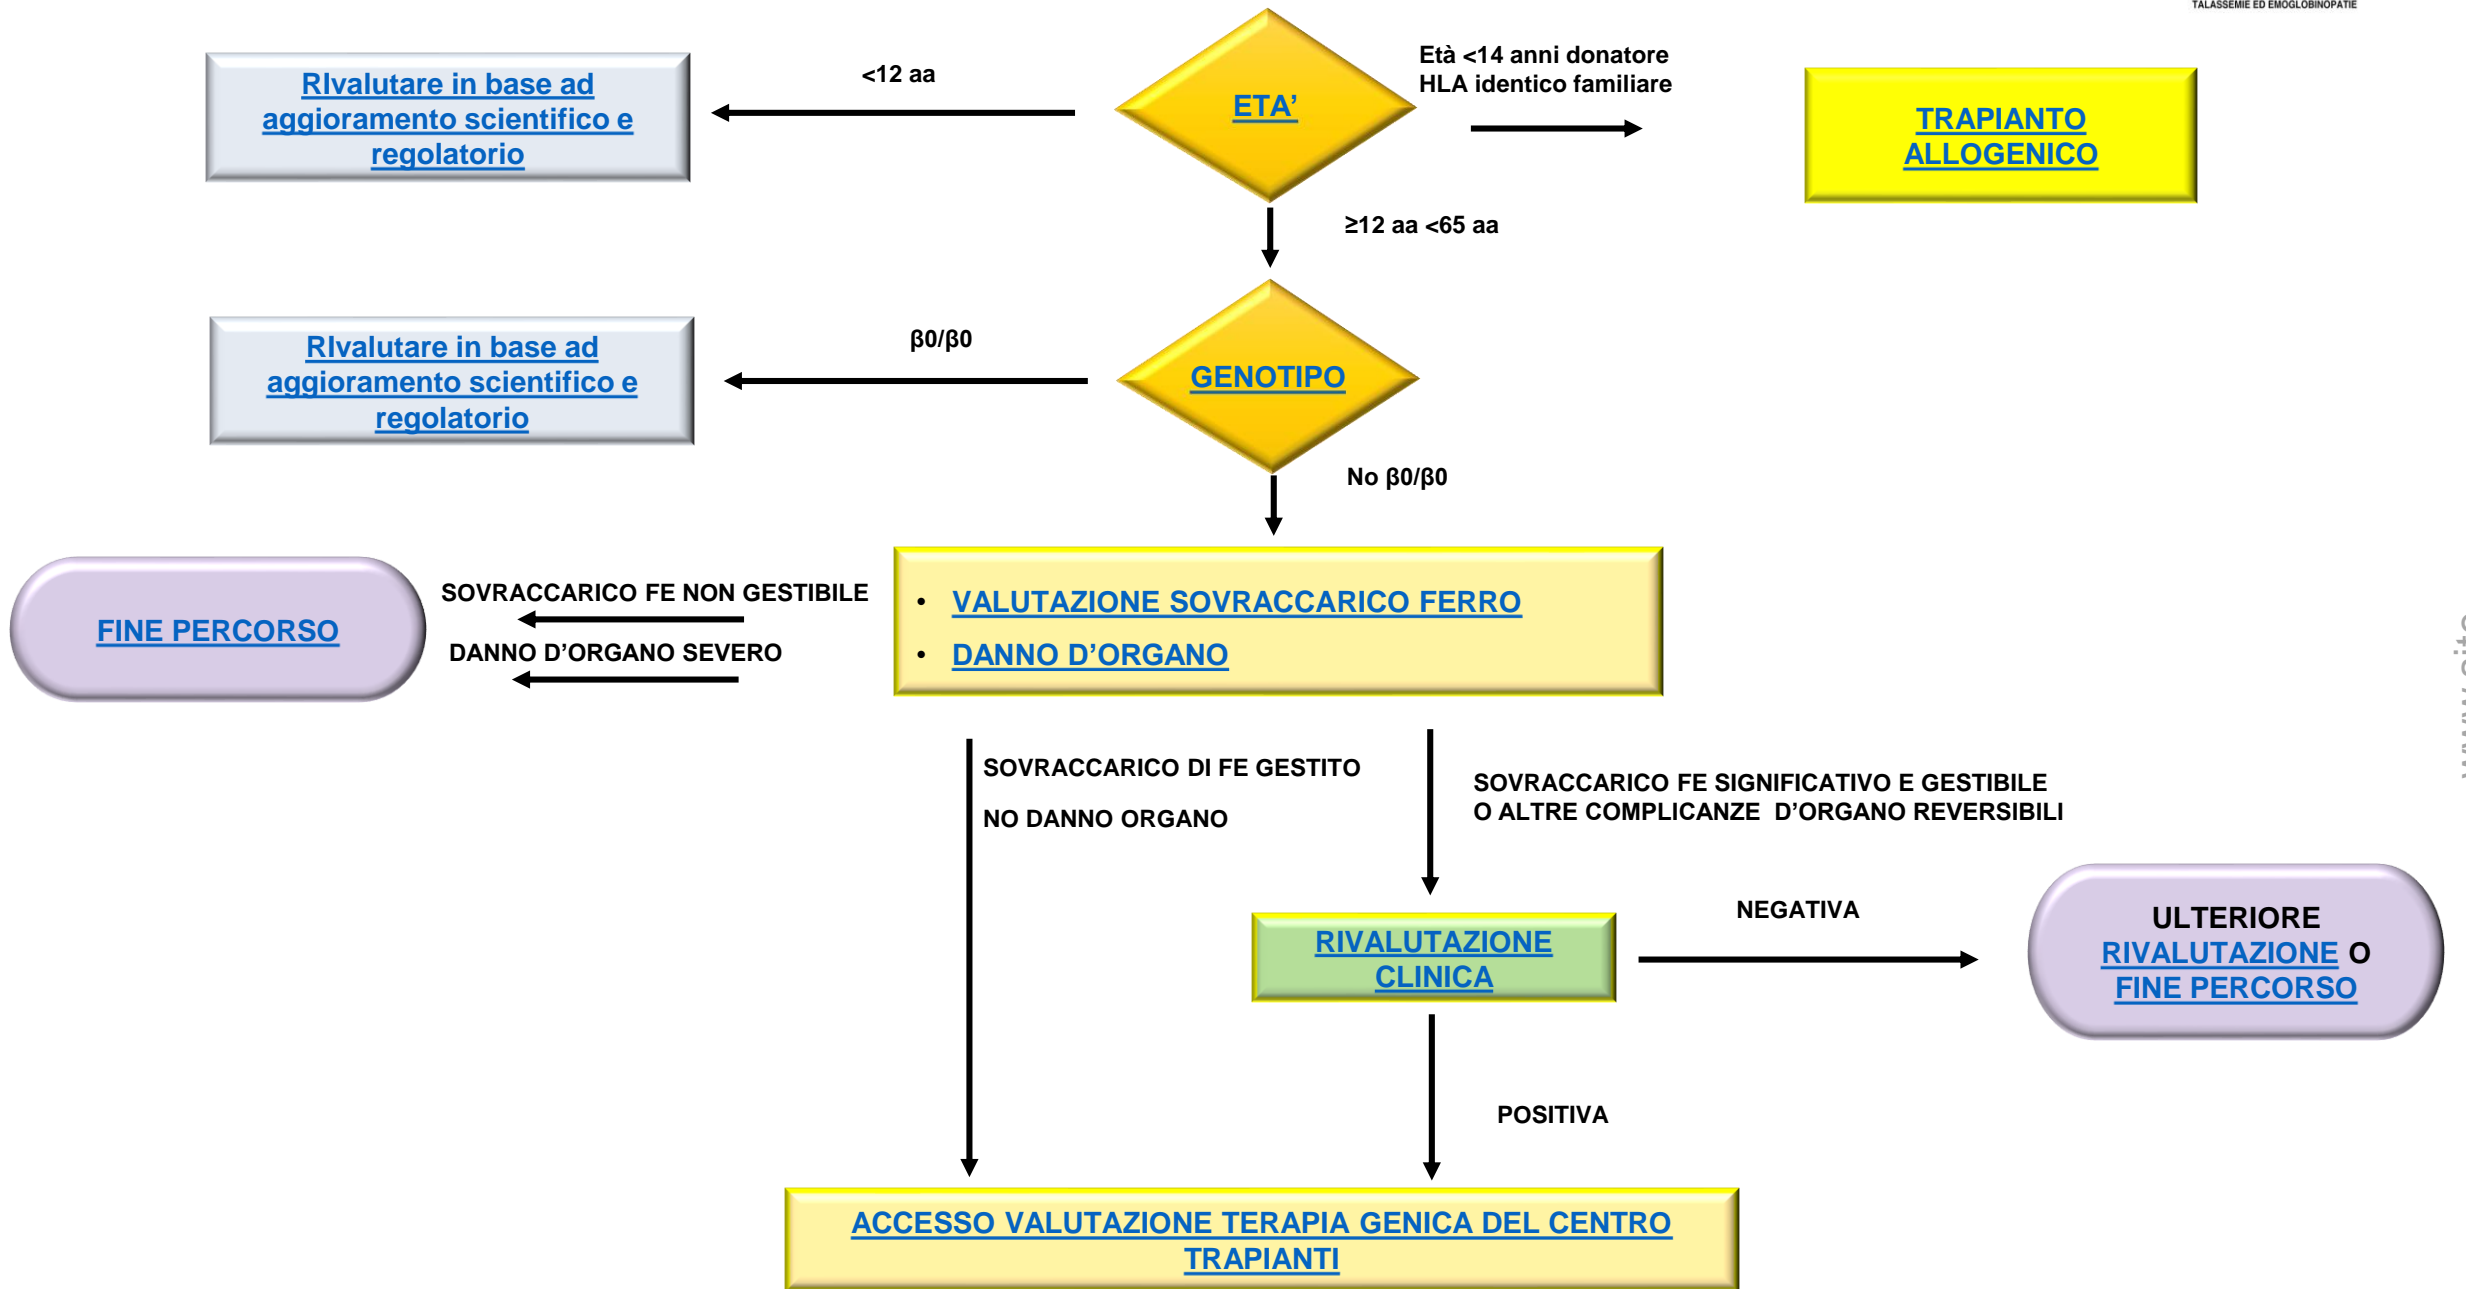 TALASSEMIE ED EMOGLOBINOPATIE
RIvalutare in base ad
aggioramento scientifico e
regolatorio
<12 aa
ETA'
Età <14 anni donatore
HLA identico familiare
TRAPIANTO
ALLOGENICO
≥12 aa <65 aa
RIvalutare in base ad
aggioramento scientifico e
regolatorio
β0/β0
GENOTIPO
No β0/β0
FINE PERCORSO
SOVRACCARICO FE NON GESTIBILE
DANNO D’ORGANO SEVERO
• VALUTAZIONE SOVRACCARICO FERRO
• DANNO D’ORGANO
SOVRACCARICO DI FE GESTITO
NO DANNO ORGANO
SOVRACCARICO FE SIGNIFICATIVO E GESTIBILE
O ALTRE COMPLICANZE D’ORGANO REVERSIBILI
RIVALUTAZIONE
CLINICA
NEGATIVA
ULTERIORE
RIVALUTAZIONE O
FINE PERCORSO
POSITIVA
ACCESSO VALUTAZIONE TERAPIA GENICA DEL CENTRO
TRAPIANTI